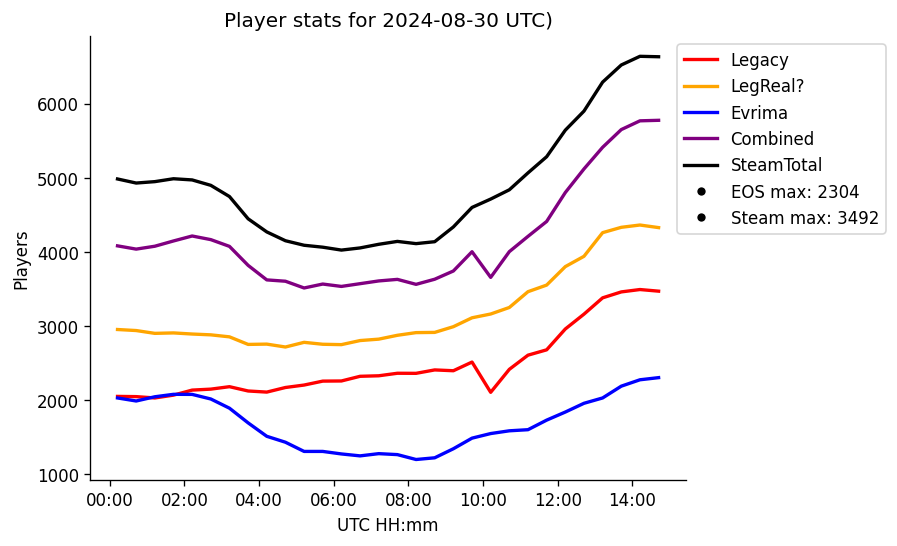 Player stats for 2024-08-30 UTC)
Legacy
LegReal?
Evrima
Combined
SteamTotal
EOS max: 2304
Steam max: 3492
Players
6000
5000
4000
3000
2000
1000
00:00 02:00 04:00 06:00 08:00 10:00 12:00 14:00
UTC HH:mm